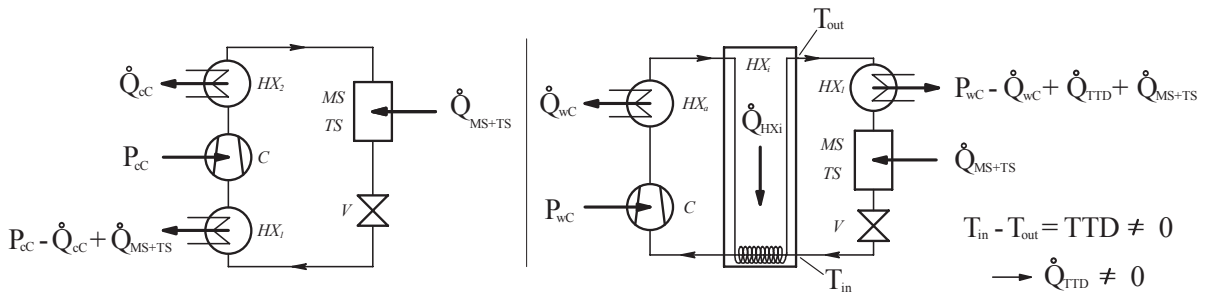 Q̊cC
HX2
MS
TS
Q̊MS+TS
PcC
C
V
PcC - Q̊cC + Q̊MS+TS
HX1
Tout
HXi
HX1
PwC - Q̊wC + Q̊TTD + Q̊MS+TS
Q̊wC
HXa
Q̊HXi
MS
TS
Q̊MS+TS
PwC
C
V
Tin - Tout = TTD ≠ 0
Tin
→ Q̊TTD ≠ 0